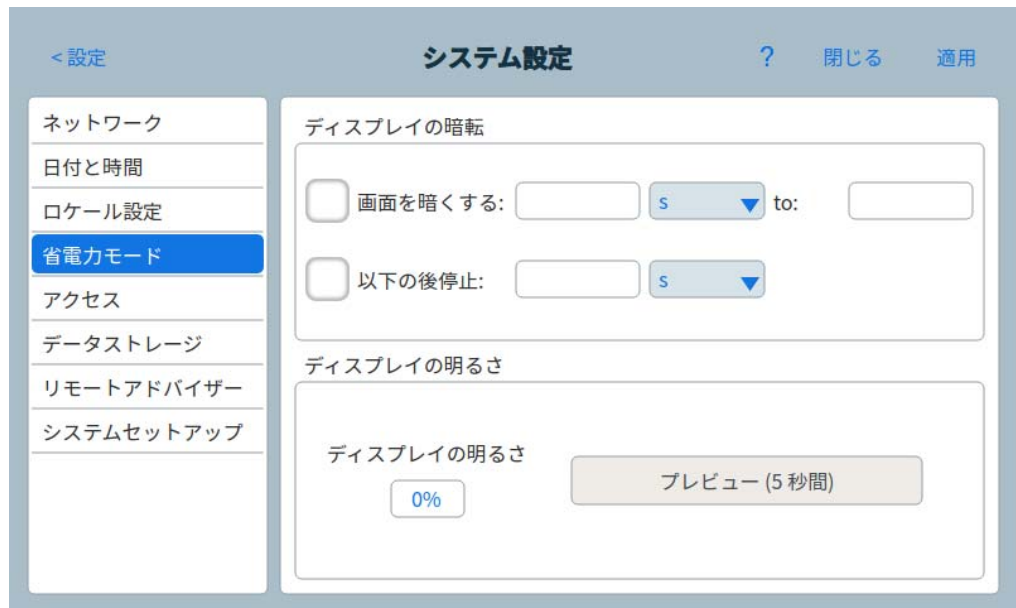 < 設定 システム設定 ? 閉じる 適用
ネットワーク
日付と時間
ロケール設定
省電力モード
アクセス
データストレージ
リモートアドバイザー
システムセットアップ
ディスプレイの暗転
画面を暗くする: s to:
以下の後停止: s
ディスプレイの明るさ
ディスプレイの明るさ
0%
プレビュー (5 秒間)